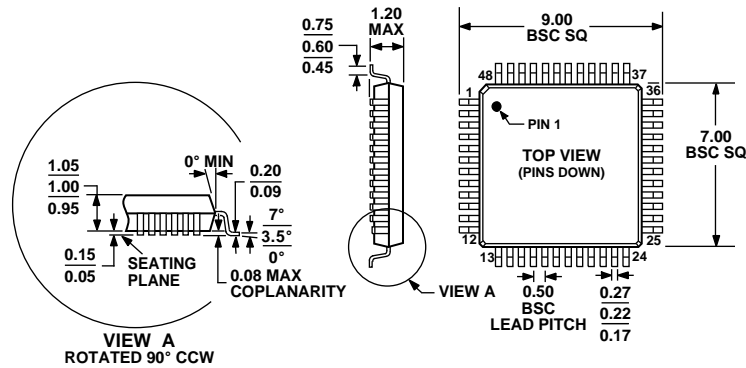 0.75
0.60
0.45
1.20
MAX
9.00
BSC SQ
48
37
1
36
PIN 1
TOP VIEW
(PINS DOWN)
7.00
BSC SQ
12
25
13
24
0.50
BSC
LEAD PITCH
0.27
0.22
0.17
VIEW A
1.05
1.00
0.95
0° MIN
0.20
0.09
7°
3.5°
0°
0.15
0.05
SEATING
PLANE
0.08 MAX
COPLANARITY
VIEW A
ROTATED 90° CCW